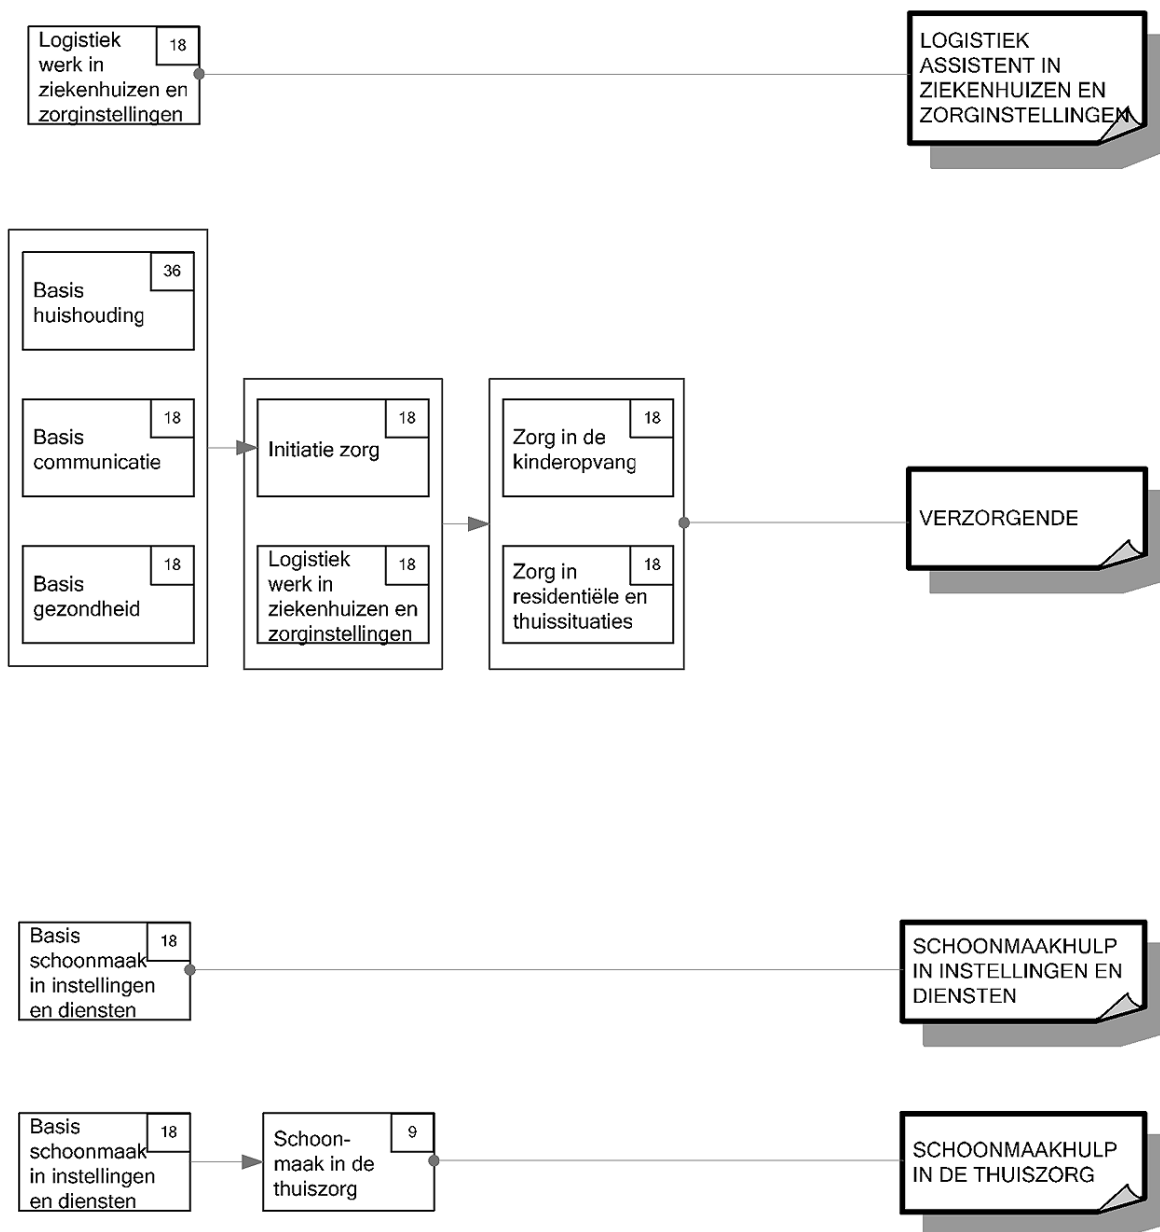 Logistiek
werk in
ziekenhuizen en
zorginstellingen
18
LOGISTIEK
ASSISTENT IN
ZIEKENHUIZEN EN
ZORGINSTELLINGEN
Basis
huishouding
36
Basis
communicatie
18
Basis
gezondheid
18
Initiatie zorg
18
Logistiek
werk in
ziekenhuizen en
zorginstellingen
18
Zorg in de
kinderopvang
18
Zorg in
residentiële en
thuissituaties
18
VERZORGENDE
Basis
schoonmaak
in instellingen
en diensten
18
SCHOONMAAKHULP
IN INSTELLINGEN EN
DIENSTEN
Basis
schoonmaak
in instellingen
en diensten
18
Schoon-
maak in de
thuiszorg
9
SCHOONMAAKHULP
IN DE THUISZORG